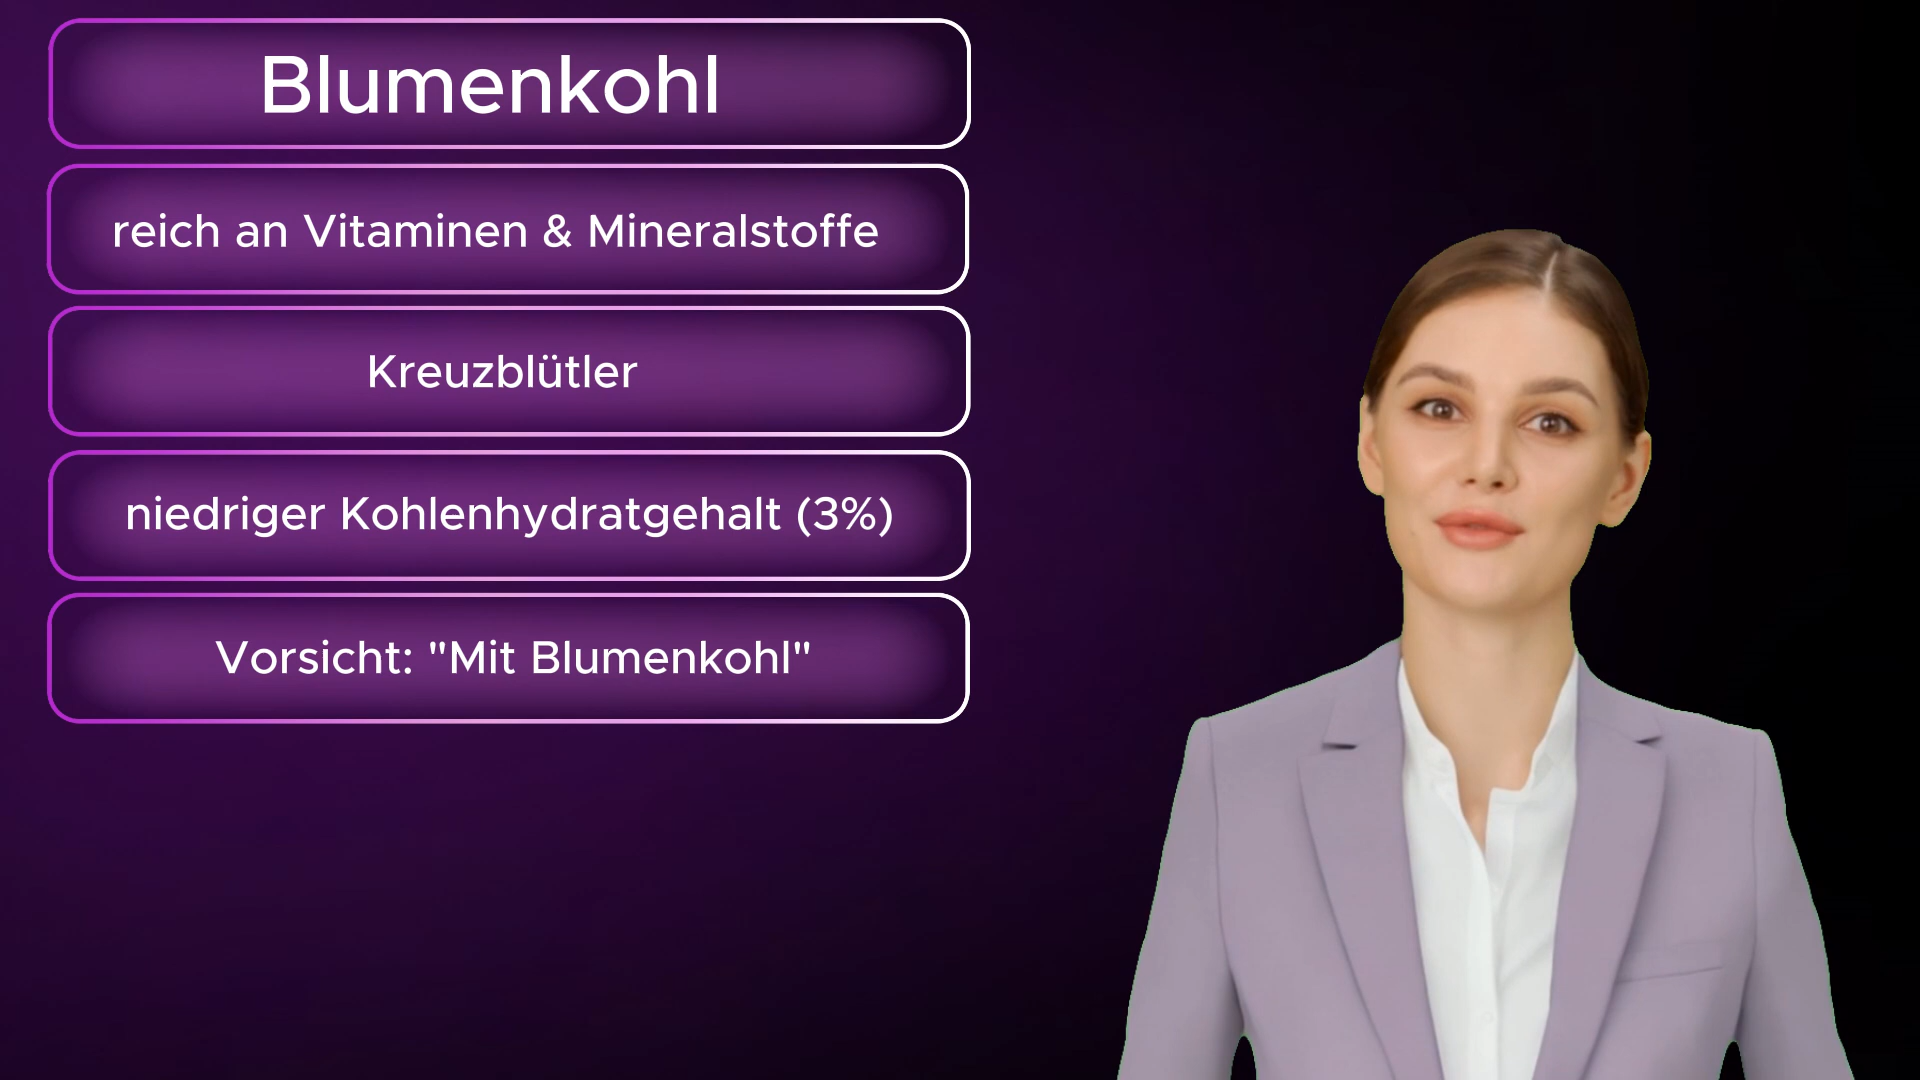 Blumenkohl
reich an Vitaminen & Mineralstoffe
Kreuzblütler
niedriger Kohlenhydratgehalt (3%)
Vorsicht: "Mit Blumenkohl"